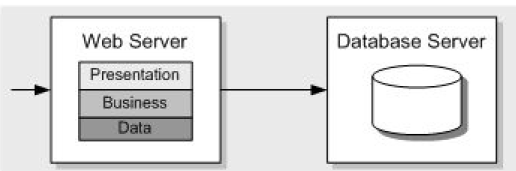 Web Server
Presentation
Business
Data
Database Server